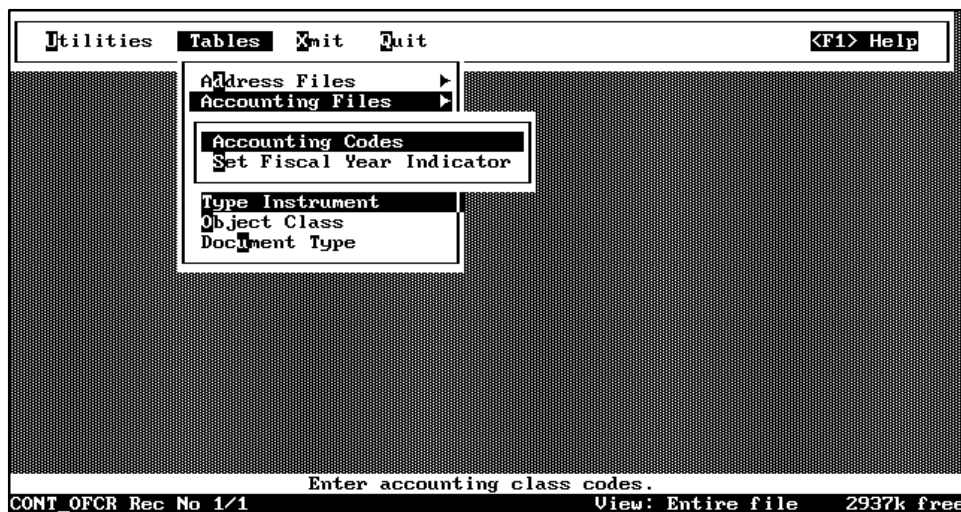 Utilities Tables Xmit Quit <F1> Help
Address Files ►
Accounting Files ►
Accounting Codes
Set Fiscal Year Indicator
Type Instrument
Object Class
Document Type
Enter accounting class codes.
CONT_OFCR Rec No 1/1 View: Entire file 2937k free